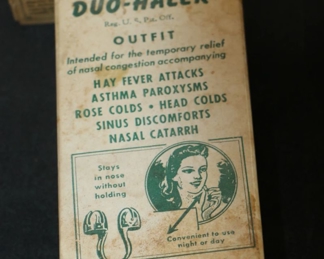 DUO-HALER
Reg. U. S. Pat. Off.
OUTFIT
Intended for the temporary relief
of nasal congestion accompanying
HAY FEVER ATTACKS
ASTHMA PAROXYSMS
ROSE COLDS • HEAD COLDS
SINUS DISCOMFORTS
NASAL CATARRH
Stays
in nose
without
holding
Convenient to use
night or day